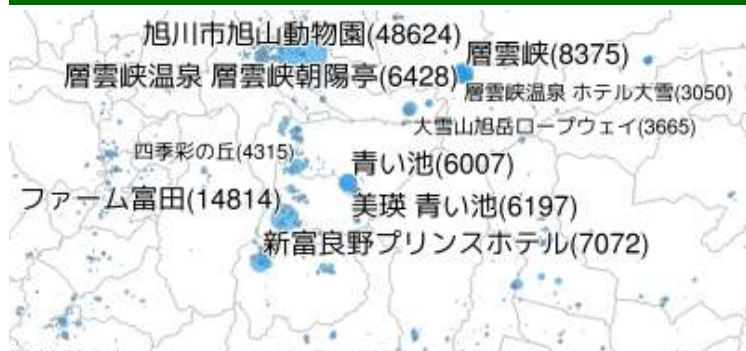 旭川市旭山動物園(48624)
層雲峡(8375)
層雲峡温泉 層雲峡朝陽亭(6428)
層雲峡温泉 ホテル大雪(3050)
大雪山旭岳ロープウェイ(3665)
四季彩の丘(4315)
青い池(6007)
ファーム富田(14814)
美瑛 青い池(6197)
新富良野プリンスホテル(7072)